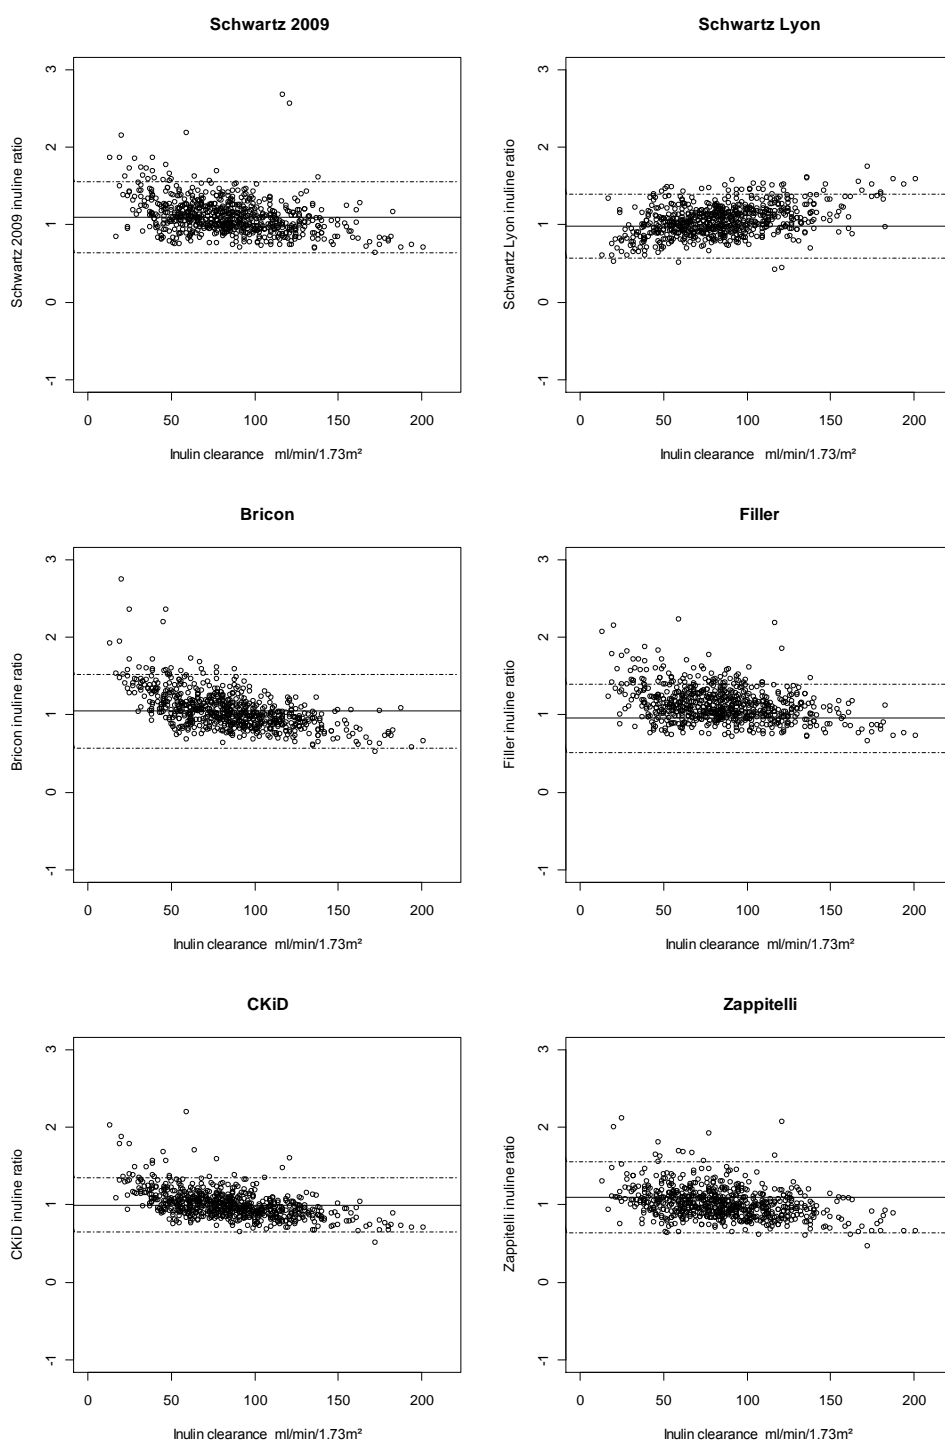 Schwartz 2009
Schwartz 2009 inuline ratio
3
2
1
0
-1
0 50 100 150 200
Inulin clearance ml/min/1.73m²
Schwartz Lyon
Schwartz Lyon inuline ratio
3
2
1
0
-1
0 50 100 150 200
Inulin clearance ml/min/1.73/m²
Bricon
Bricon inuline ratio
3
2
1
0
-1
0 50 100 150 200
Inulin clearance ml/min/1.73m²
Filler
Filler inuline ratio
3
2
1
0
-1
0 50 100 150 200
Inulin clearance ml/min/1.73m²
CKiD
CKiD inuline ratio
3
2
1
0
-1
0 50 100 150 200
Inulin clearance ml/min/1.73m²
Zappitelli
Zappitelli inuline ratio
3
2
1
0
-1
0 50 100 150 200
Inulin clearance ml/min/1.73m²